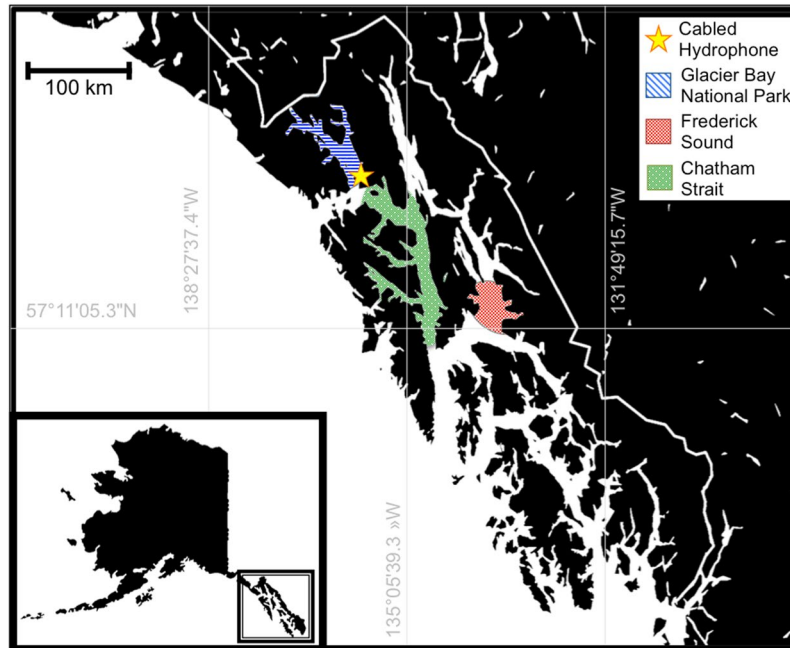 100 km
Cabled
Hydrophone
Glacier Bay
National Park
Frederick
Sound
Chatham
Strait
138°27'37.4"W
131°49'15.7"W
57°11'05.3"N
135°05'39.3 »W